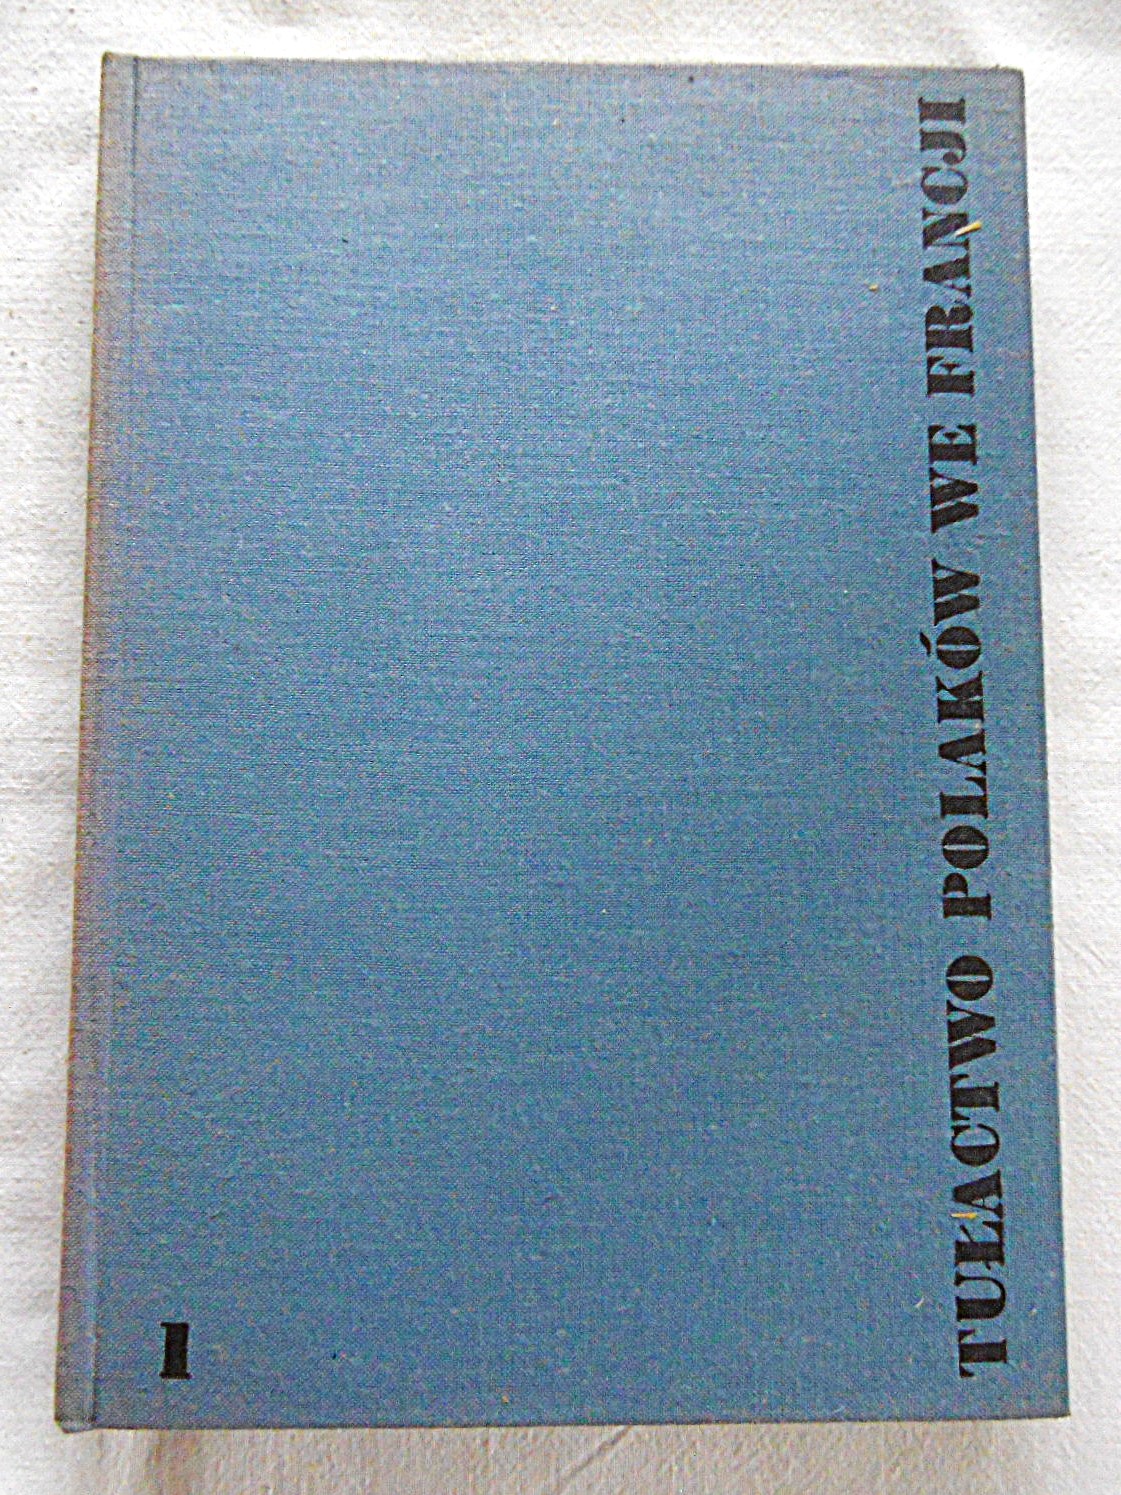 TUŁACTWO POLAKÓW WE FRANCJI
1